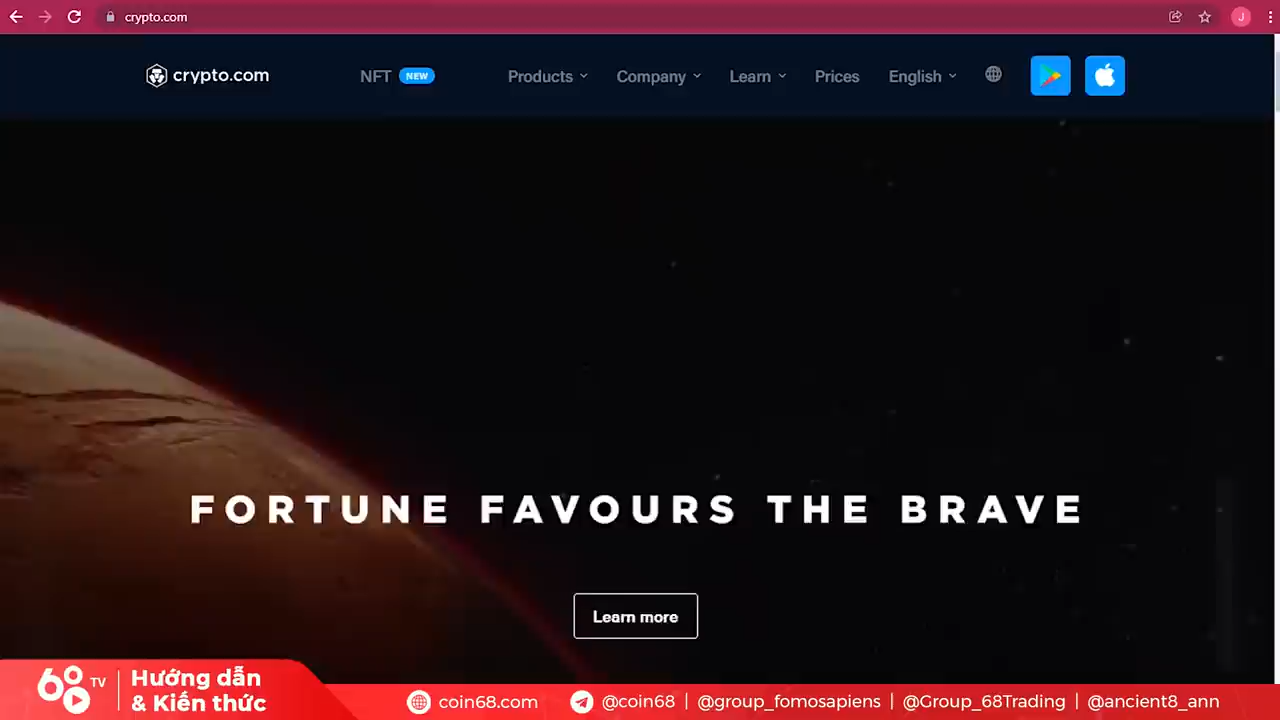 crypto.com
crypto.com
NFT NEW Products Company Learn Prices English
FORTUNE FAVOURS THE BRAVE
Learn more
68 TV
Hướng dẫn
& Kiến thức
coin68.com @coin68 | @group_fomosapiens | @Group_68Trading | @ancient8_ann
J